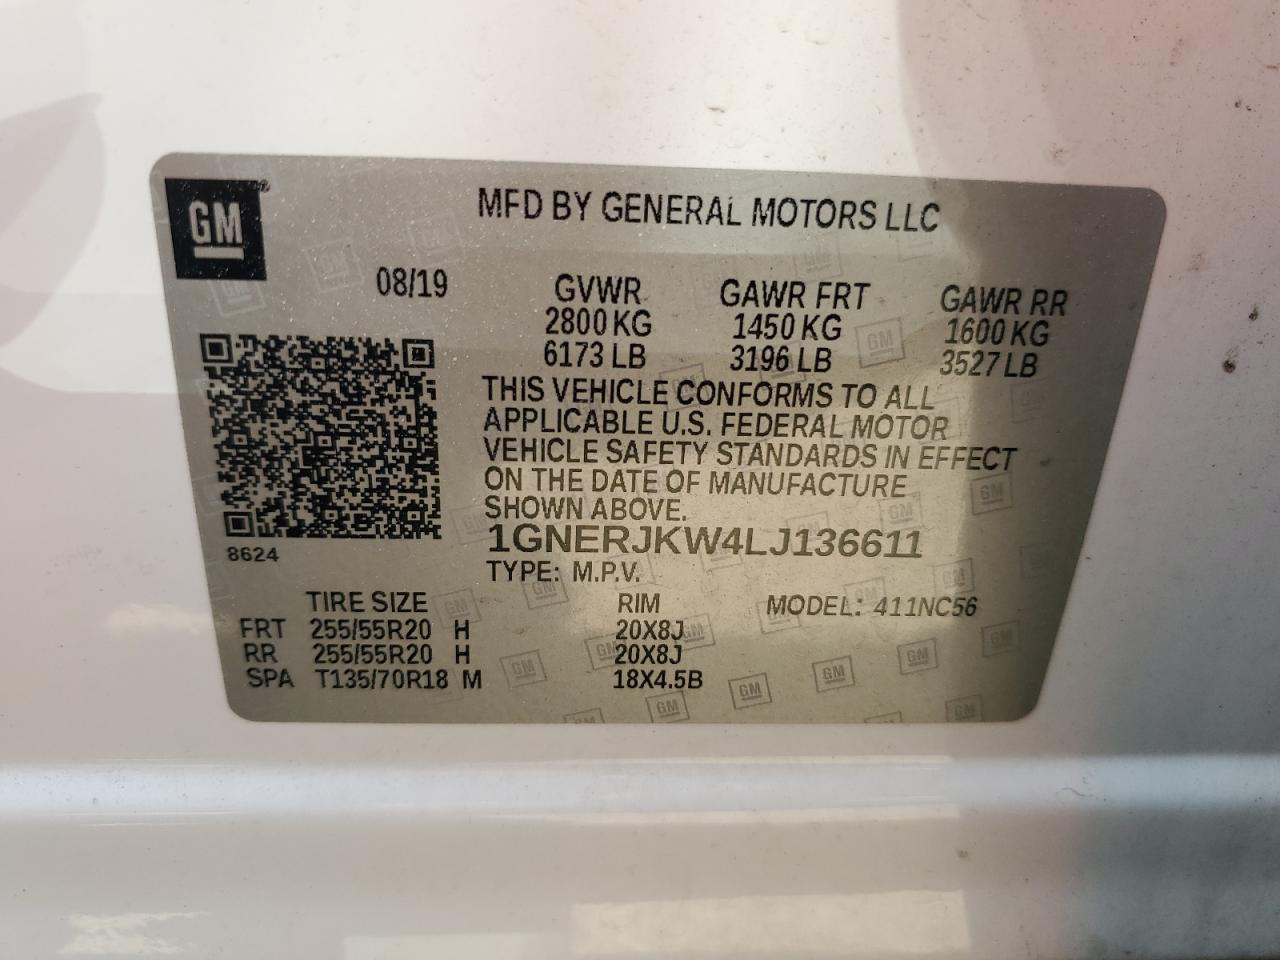 GM
MFD BY GENERAL MOTORS LLC
08/19 GVWR GAWR FRT GAWR RR
2800 KG 1450 KG 1600 KG
6173 LB 3196 LB 3527 LB
THIS VEHICLE CONFORMS TO ALL
APPLICABLE U.S. FEDERAL MOTOR
VEHICLE SAFETY STANDARDS IN EFFECT
ON THE DATE OF MANUFACTURE
SHOWN ABOVE.
8624
1GNERJKW4LJ136611
TYPE: M.P.V.
TIRE SIZE RIM MODEL: 411NC56
FRT 255/55R20 H 20X8J
RR 255/55R20 H 20X8J
SPA T135/70R18 M 18X4.5B